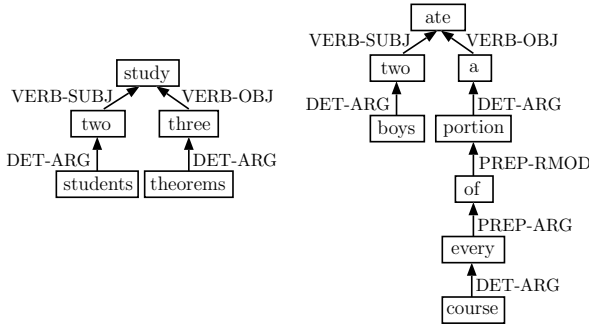 study
VERB-SUBJ VERB-OBJ
two three
DET-ARG DET-ARG
students theorems
ate
VERB-SUBJ VERB-OBJ
two a
DET-ARG DET-ARG
boys portion
PREP-RMOD
of
PREP-ARG
every
DET-ARG
course